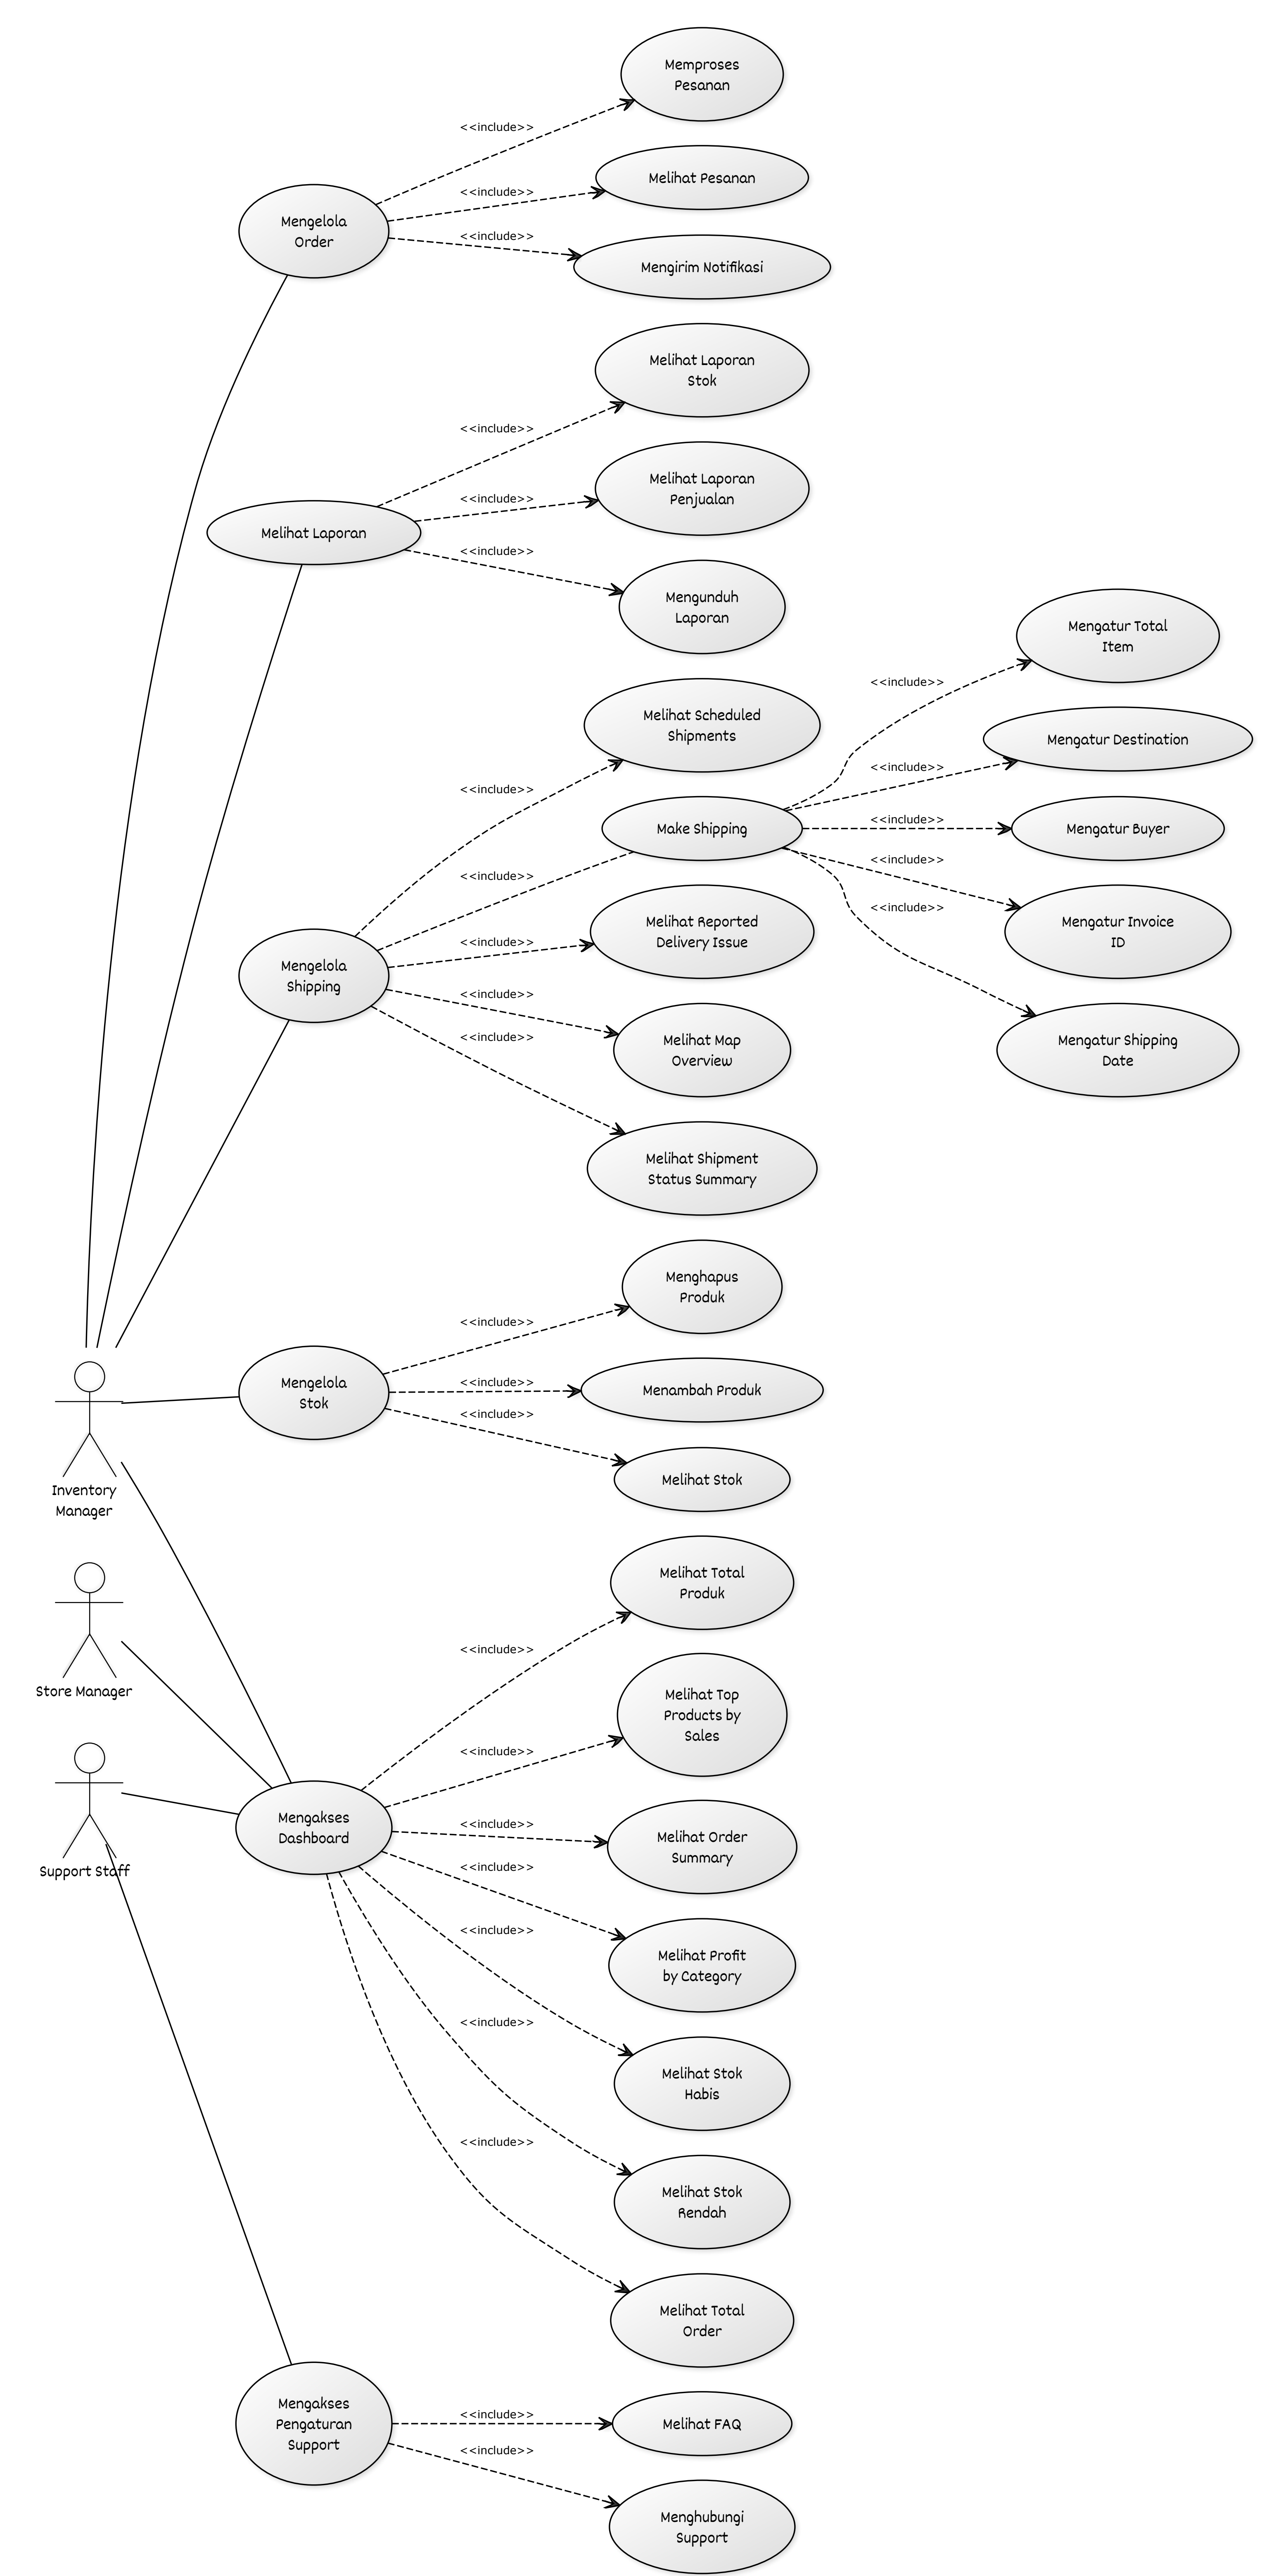 Memproses
Pesanan
<<include>>
Melihat Pesanan
<<include>>
Mengelola
Order
<<include>>
Mengirim Notifikasi
Melihat Laporan
Stok
<<include>>
Melihat Laporan
Penjualan
<<include>>
Melihat Laporan
<<include>>
Mengunduh
Laporan
Mengatur Total
Item
<<include>>
Melihat Scheduled
Shipments
Mengatur Destination
<<include>>
<<include>>
Make Shipping
<<include>>
Mengatur Buyer
<<include>>
<<include>>
<<include>>
Melihat Reported
Delivery Issue
Mengatur Invoice
ID
<<include>>
Mengelola
Shipping
<<include>>
Melihat Map
Overview
Mengatur Shipping
Date
<<include>>
Melihat Shipment
Status Summary
Menghapus
Produk
<<include>>
Mengelola
Stok
<<include>>
Menambah Produk
<<include>>
Melihat Stok
Inventory
Manager
Melihat Total
Produk
<<include>>
Store Manager
Melihat Top
Products by
Sales
<<include>>
Mengakses
Dashboard
<<include>>
Melihat Order
Summary
Support Staff
<<include>>
<<include>>
Melihat Profit
by Category
<<include>>
Melihat Stok
Habis
<<include>>
Melihat Stok
Rendah
Melihat Total
Order
Mengakses
Pengaturan
Support
<<include>>
Melihat FAQ
<<include>>
Menghubungi
Support